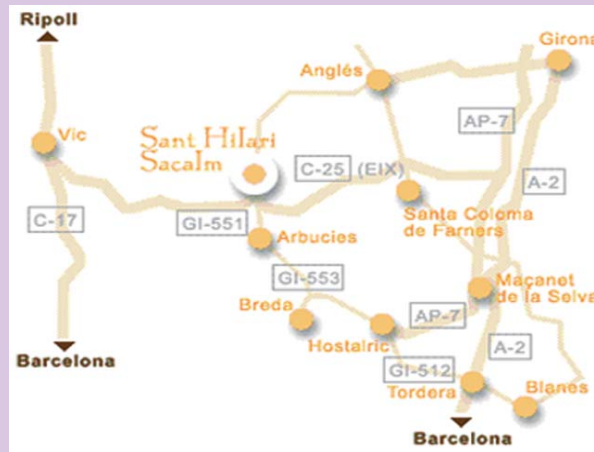 Ripoll
Girona
Anglés
AP-7
Vic
Sant Hilari
Sacalm
C-25 (EIX)
A-2
C-17
GI-551
Santa Coloma
de Farners
Arbucies
GI-553
Maçanet
de la Selva
Breda
AP-7
Hostalric
A-2
Barcelona
GI-512
Tordera
Blanes
Barcelona